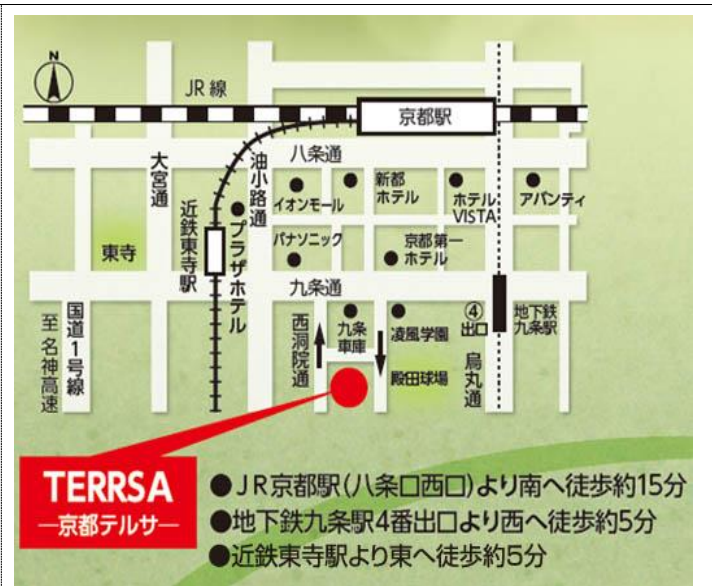 N
JR線
京都駅
八条通
大宮通
油小路通
新都
ホテル
イオンモール
ホテル
VISTA
アバンティ
近鉄東寺駅
プラザホテル
東寺
パナソニック
京都第一
ホテル
九条通
国道1号線
至名神高速
西洞院通
九条
車庫
凌風学園
④
出口
地下鉄
九条駅
烏丸通
殿田球場
TERRSA
―京都テルサ―
●JR京都駅(八条口西口)より南へ徒歩約15分
●地下鉄九条駅4番出口より西へ徒歩約5分
●近鉄東寺駅より東へ徒歩約5分